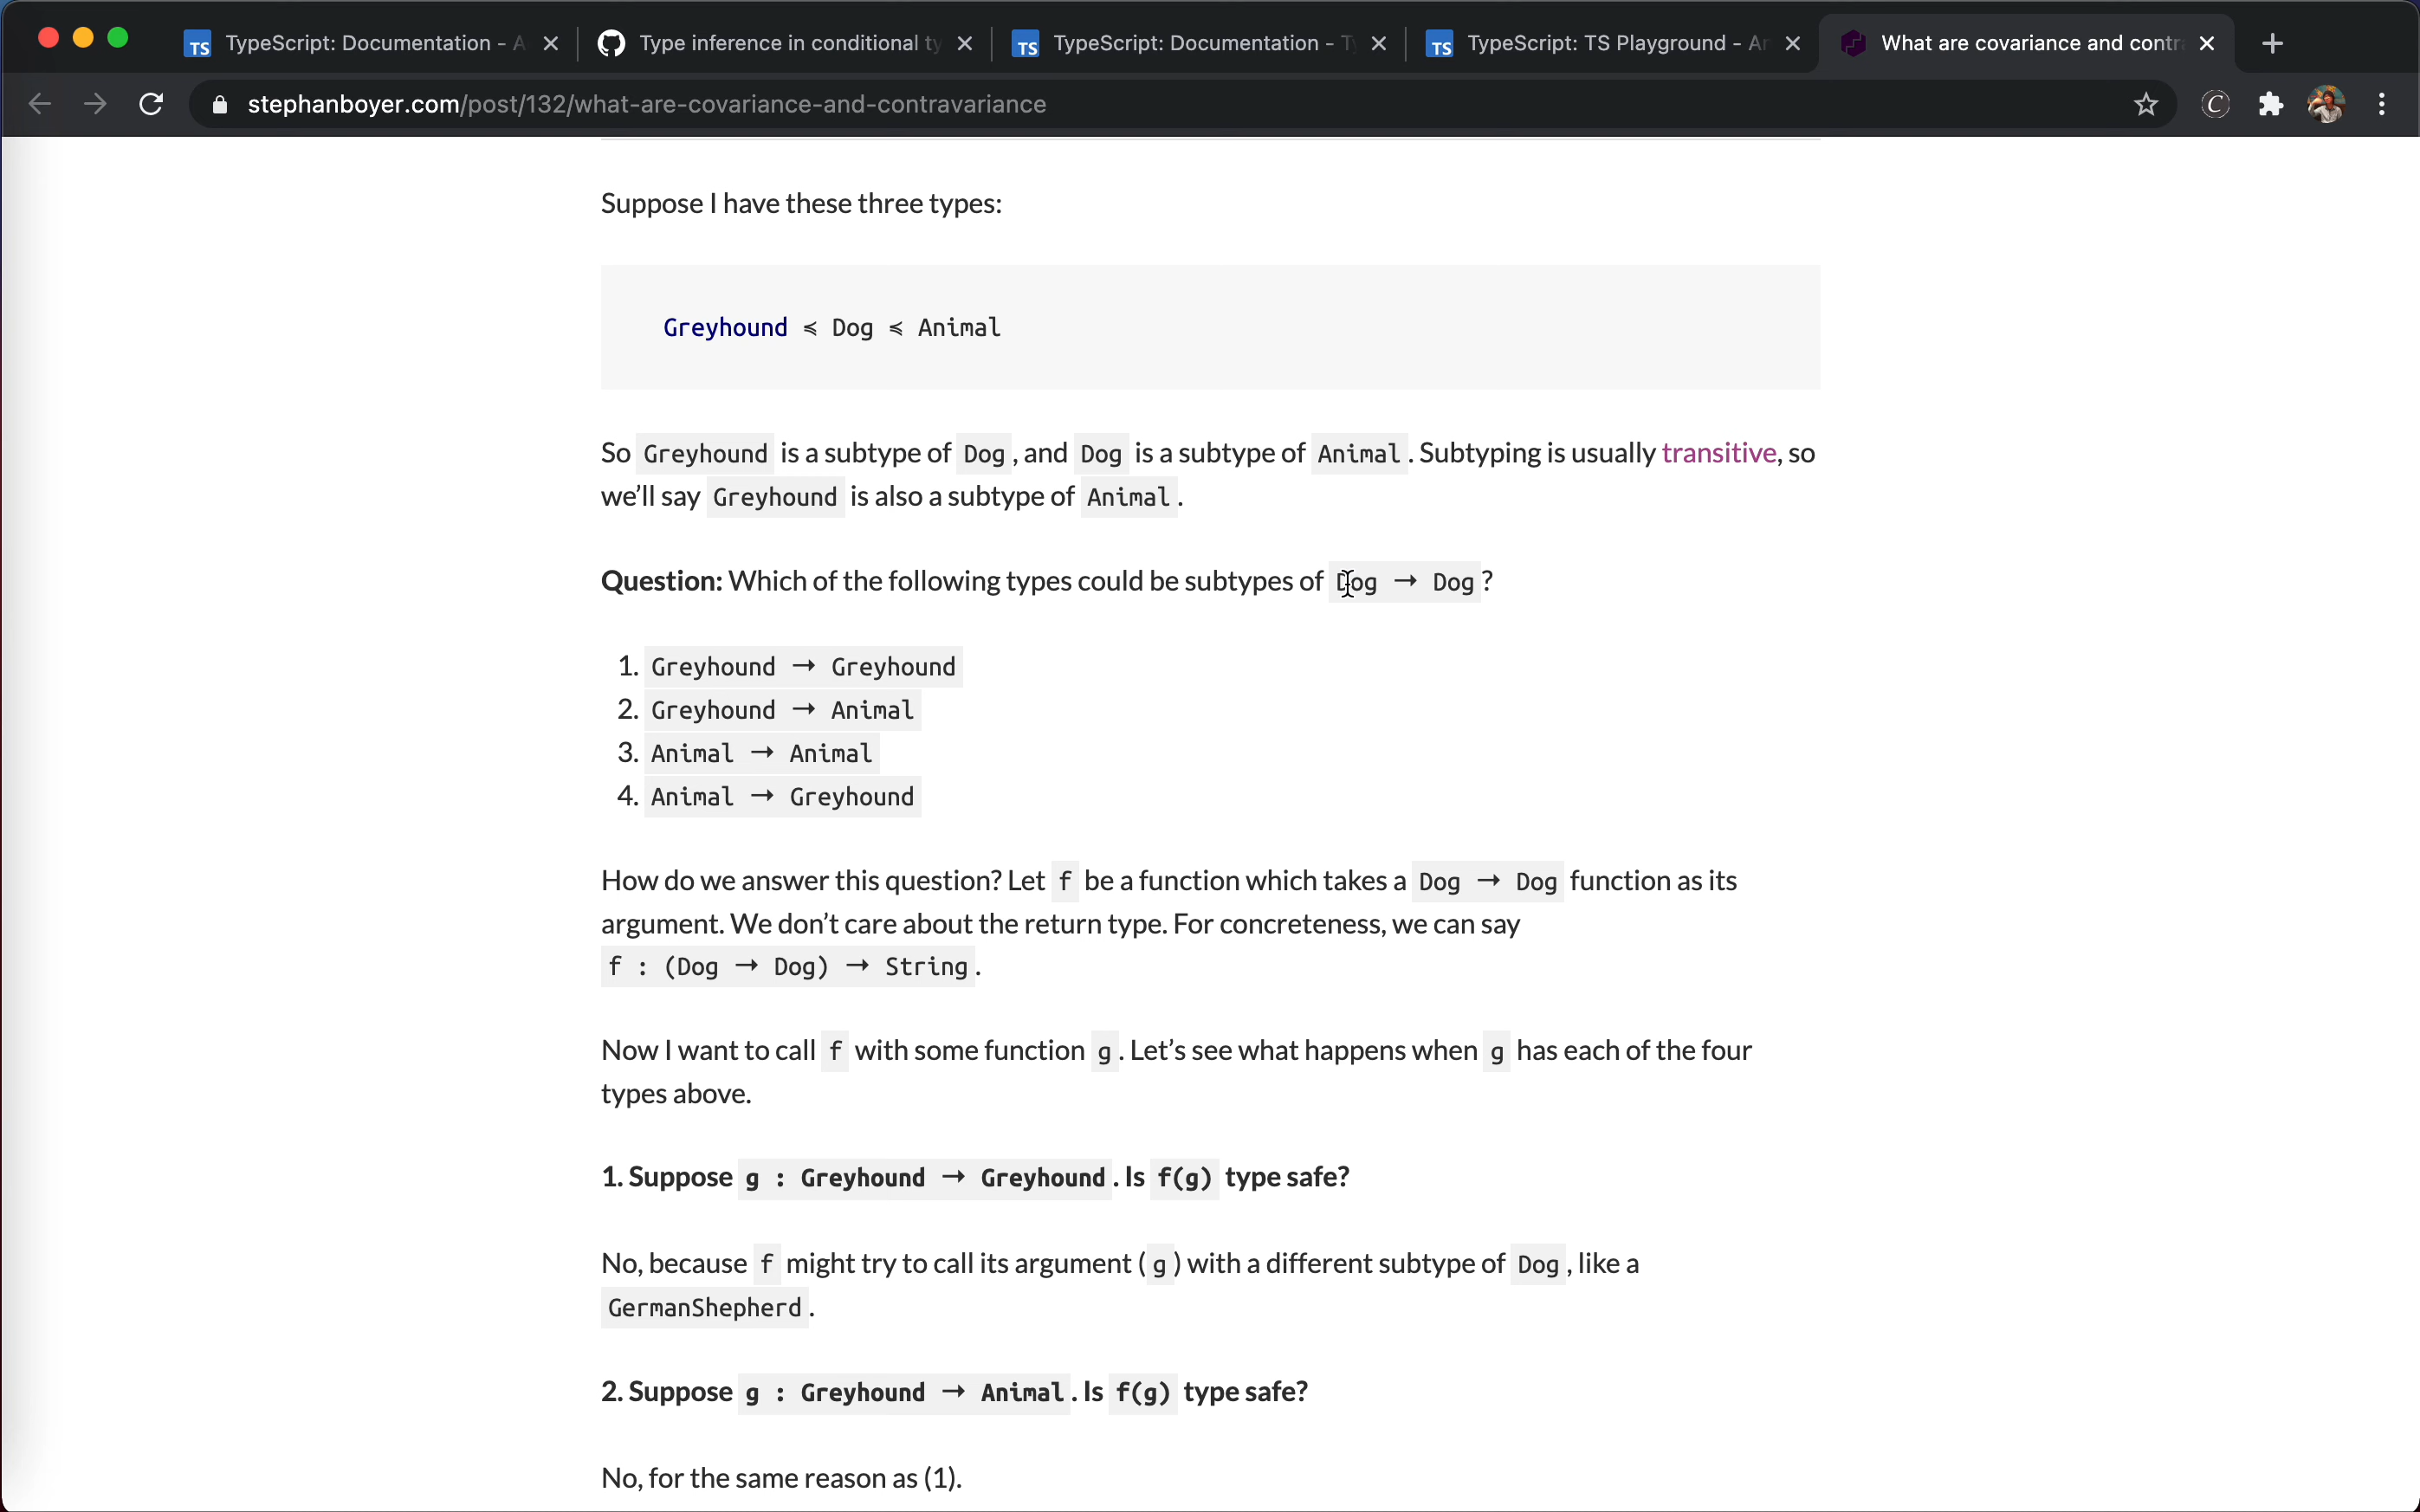 TypeScript: Documentation - A
Type inference in conditional ty
TypeScript: Documentation - Ty
TypeScript: TS Playground - An
What are covariance and contra
stephanboyer.com/post/132/what-are-covariance-and-contravariance
Suppose I have these three types:
Greyhound ≼ Dog ≼ Animal
So Greyhound is a subtype of Dog, and Dog is a subtype of Animal. Subtyping is usually transitive, so
we’ll say Greyhound is also a subtype of Animal.
Question: Which of the following types could be subtypes of Dog → Dog?
1. Greyhound → Greyhound
2. Greyhound → Animal
3. Animal → Animal
4. Animal → Greyhound
How do we answer this question? Let f be a function which takes a Dog → Dog function as its
argument. We don’t care about the return type. For concreteness, we can say
f : (Dog → Dog) → String.
Now I want to call f with some function g. Let’s see what happens when g has each of the four
types above.
1. Suppose g : Greyhound → Greyhound. Is f(g) type safe?
No, because f might try to call its argument (g) with a different subtype of Dog, like a
GermanShepherd.
2. Suppose g : Greyhound → Animal. Is f(g) type safe?
No, for the same reason as (1).